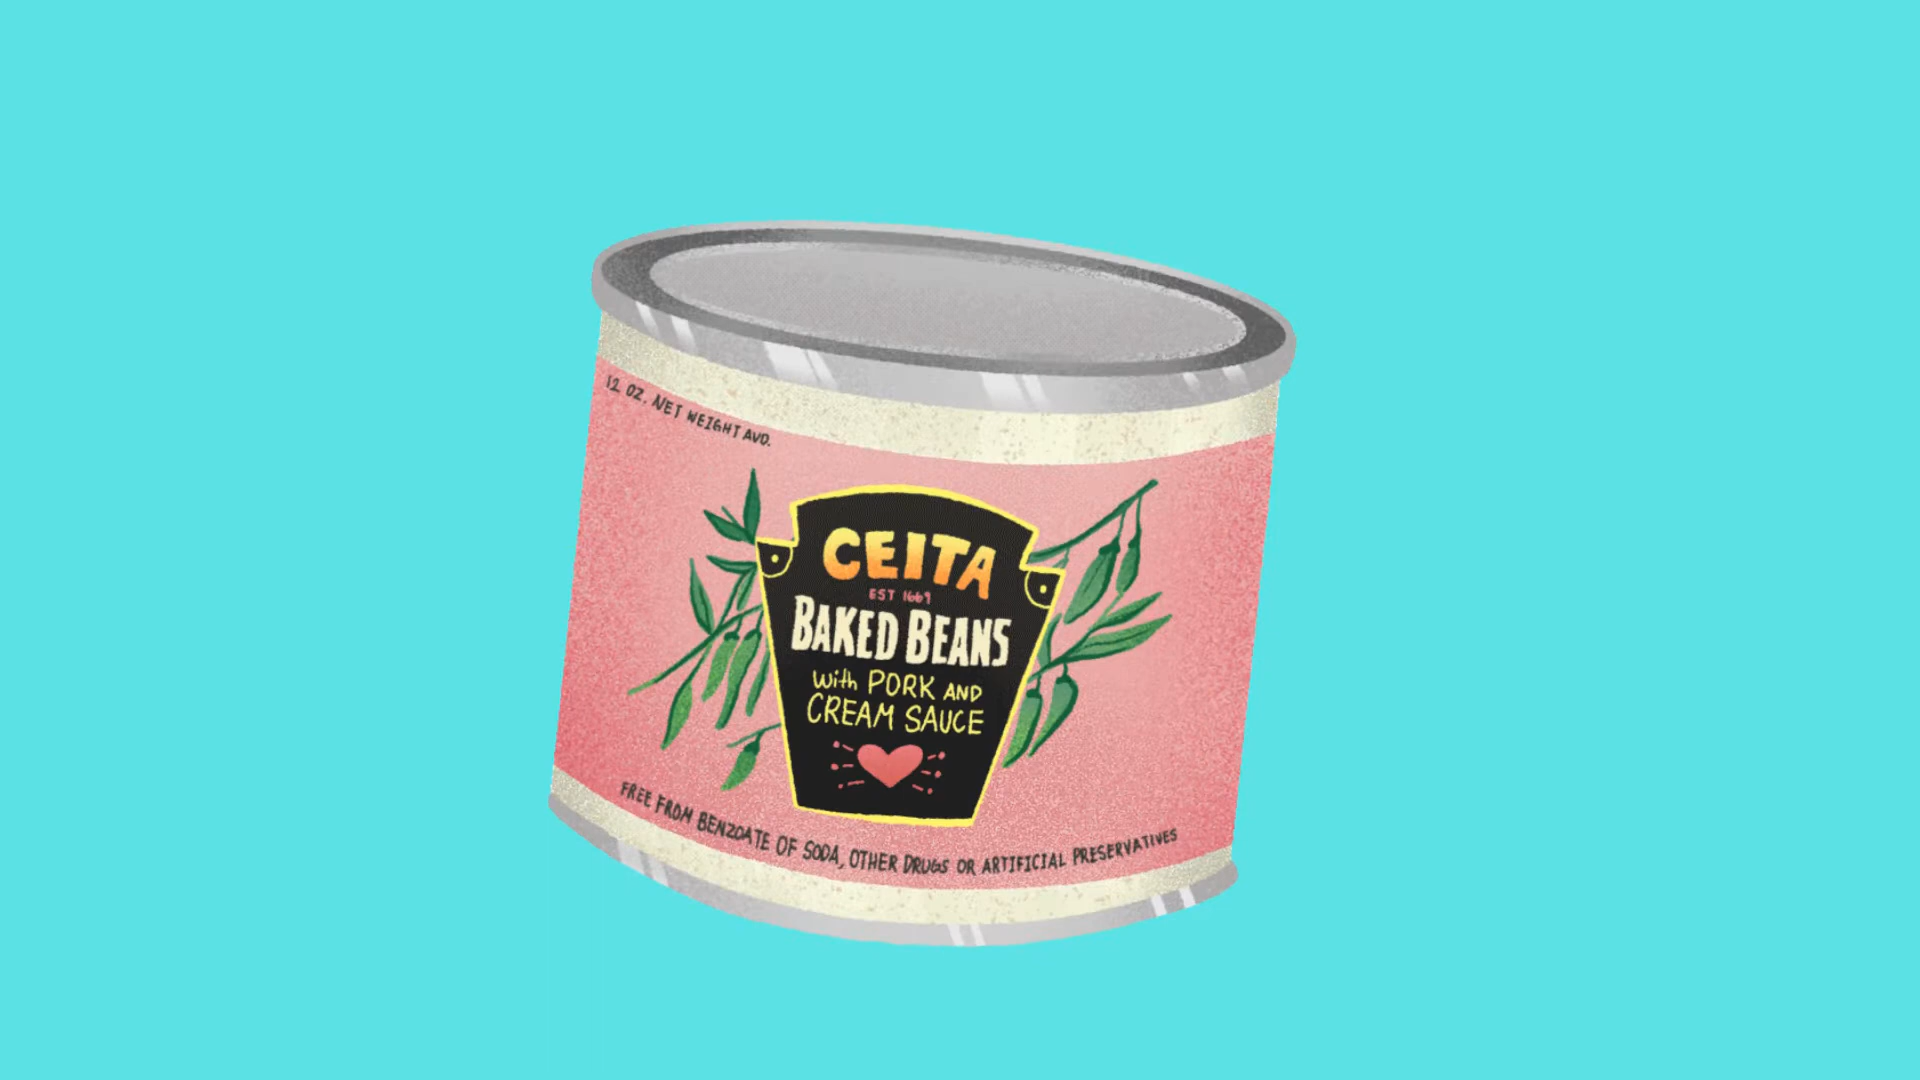 12 OZ. NET WEIGHT AVO.
CEITA
EST 1669
BAKED BEANS
with PORK AND
CREAM SAUCE
FREE FROM BENZOATE OF SODA, OTHER DRUGS OR ARTIFICIAL PRESERVATIVES